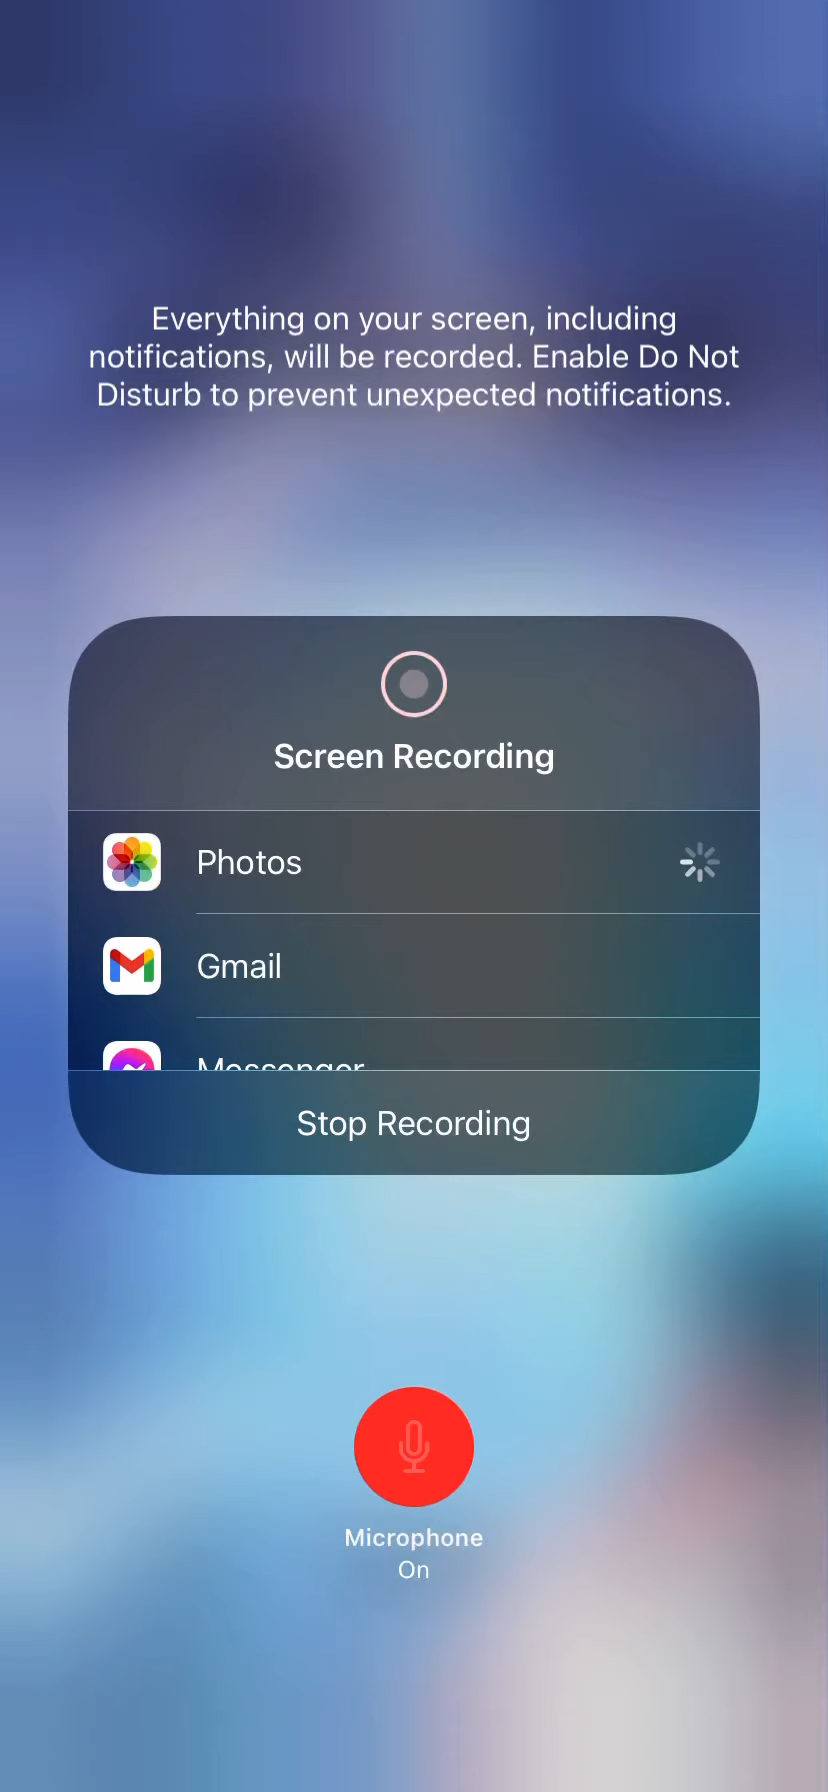 Everything on your screen, including
notifications, will be recorded. Enable Do Not
Disturb to prevent unexpected notifications.
Screen Recording
Photos
Gmail
Messenger
Stop Recording
Microphone
On